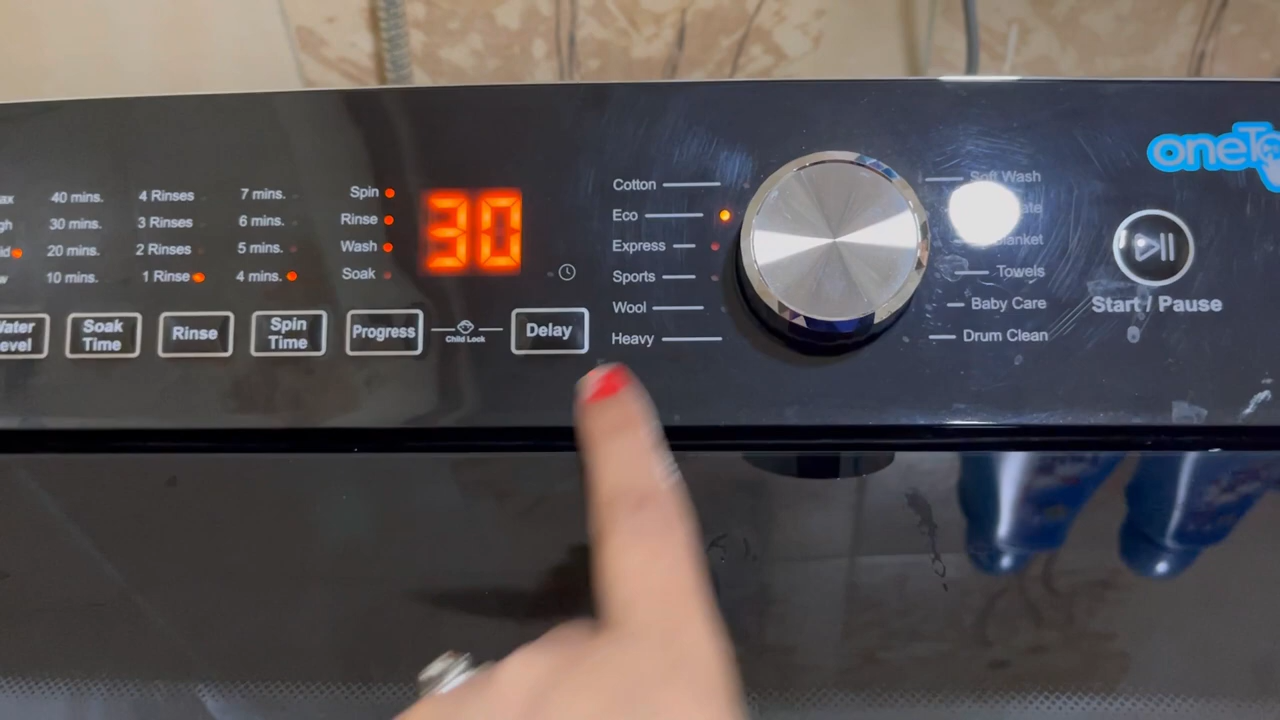 40 mins.
30 mins.
20 mins.
10 mins.
4 Rinses
3 Rinses
2 Rinses
1 Rinse
7 mins.
6 mins.
5 mins.
4 mins.
Spin
Rinse
Wash
Soak
30
Soak Time
Rinse
Spin Time
Progress
Child Lock
Delay
Cotton
Eco
Express
Sports
Wool
Heavy
Soft Wash
Towels
Baby Care
Drum Clean
Start / Pause